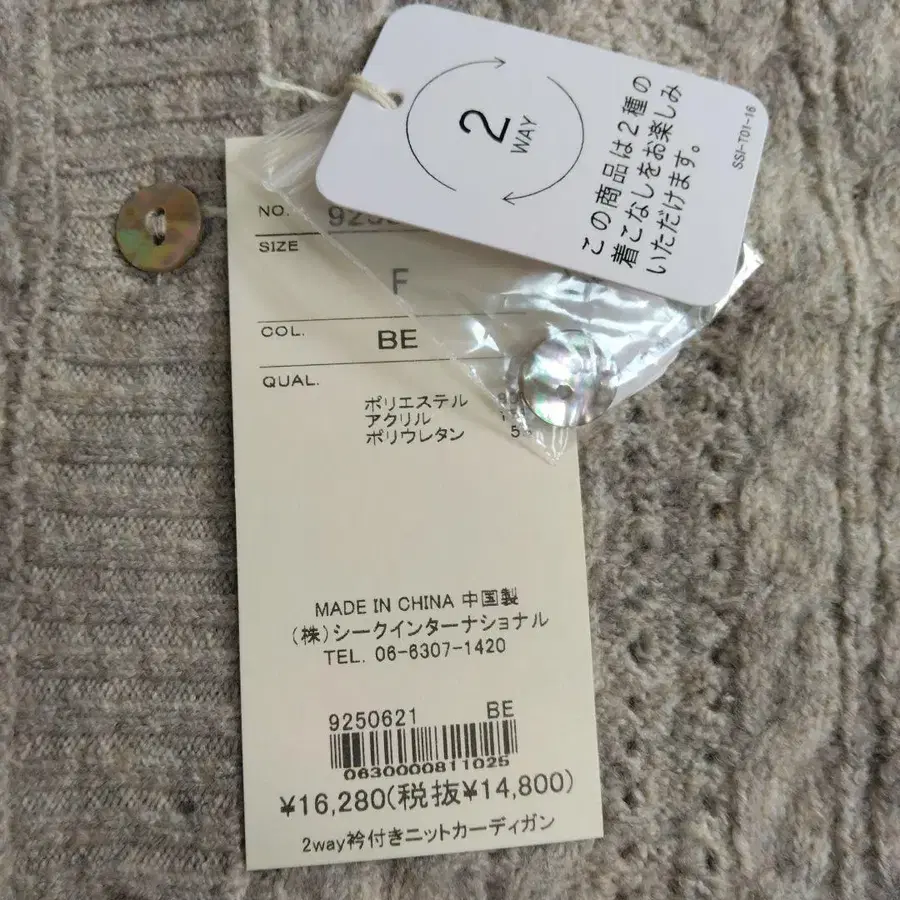 2
WAY
この商品は2種の
着こなしをお楽しみ
いただけます。
SSI-T01-16
NO.
SIZE
F
COL.
BE
QUAL.
ポリエステル
アクリル
ポリウレタン 5
MADE IN CHINA 中国製
(株)シークインターナショナル
TEL. 06-6307-1420
9250621 BE
0630000811025
¥16,280(税抜¥14,800)
2way衿付きニットカーディガン